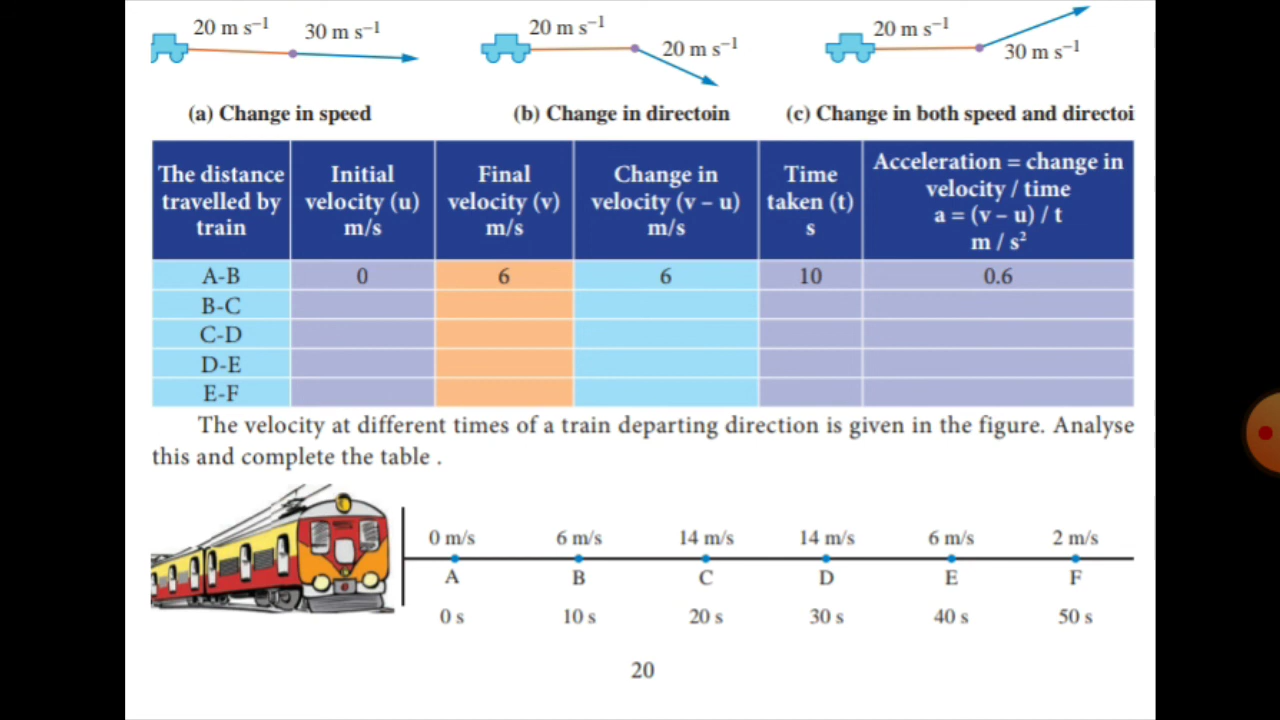 20 m s⁻¹ 30 m s⁻¹ 20 m s⁻¹ 20 m s⁻¹ 20 m s⁻¹ 30 m s⁻¹
(a) Change in speed (b) Change in directoin (c) Change in both speed and directoi
The distance travelled by train
Initial velocity (u) m/s
Final velocity (v) m/s
Change in velocity (v – u) m/s
Time taken (t) s
Acceleration = change in velocity / time a = (v – u) / t m / s²
A-B 0 6 6 10 0.6
B-C
C-D
D-E
E-F
The velocity at different times of a train departing direction is given in the figure. Analyse
this and complete the table .
0 m/s 6 m/s 14 m/s 14 m/s 6 m/s 2 m/s
A B C D E F
0 s 10 s 20 s 30 s 40 s 50 s
20